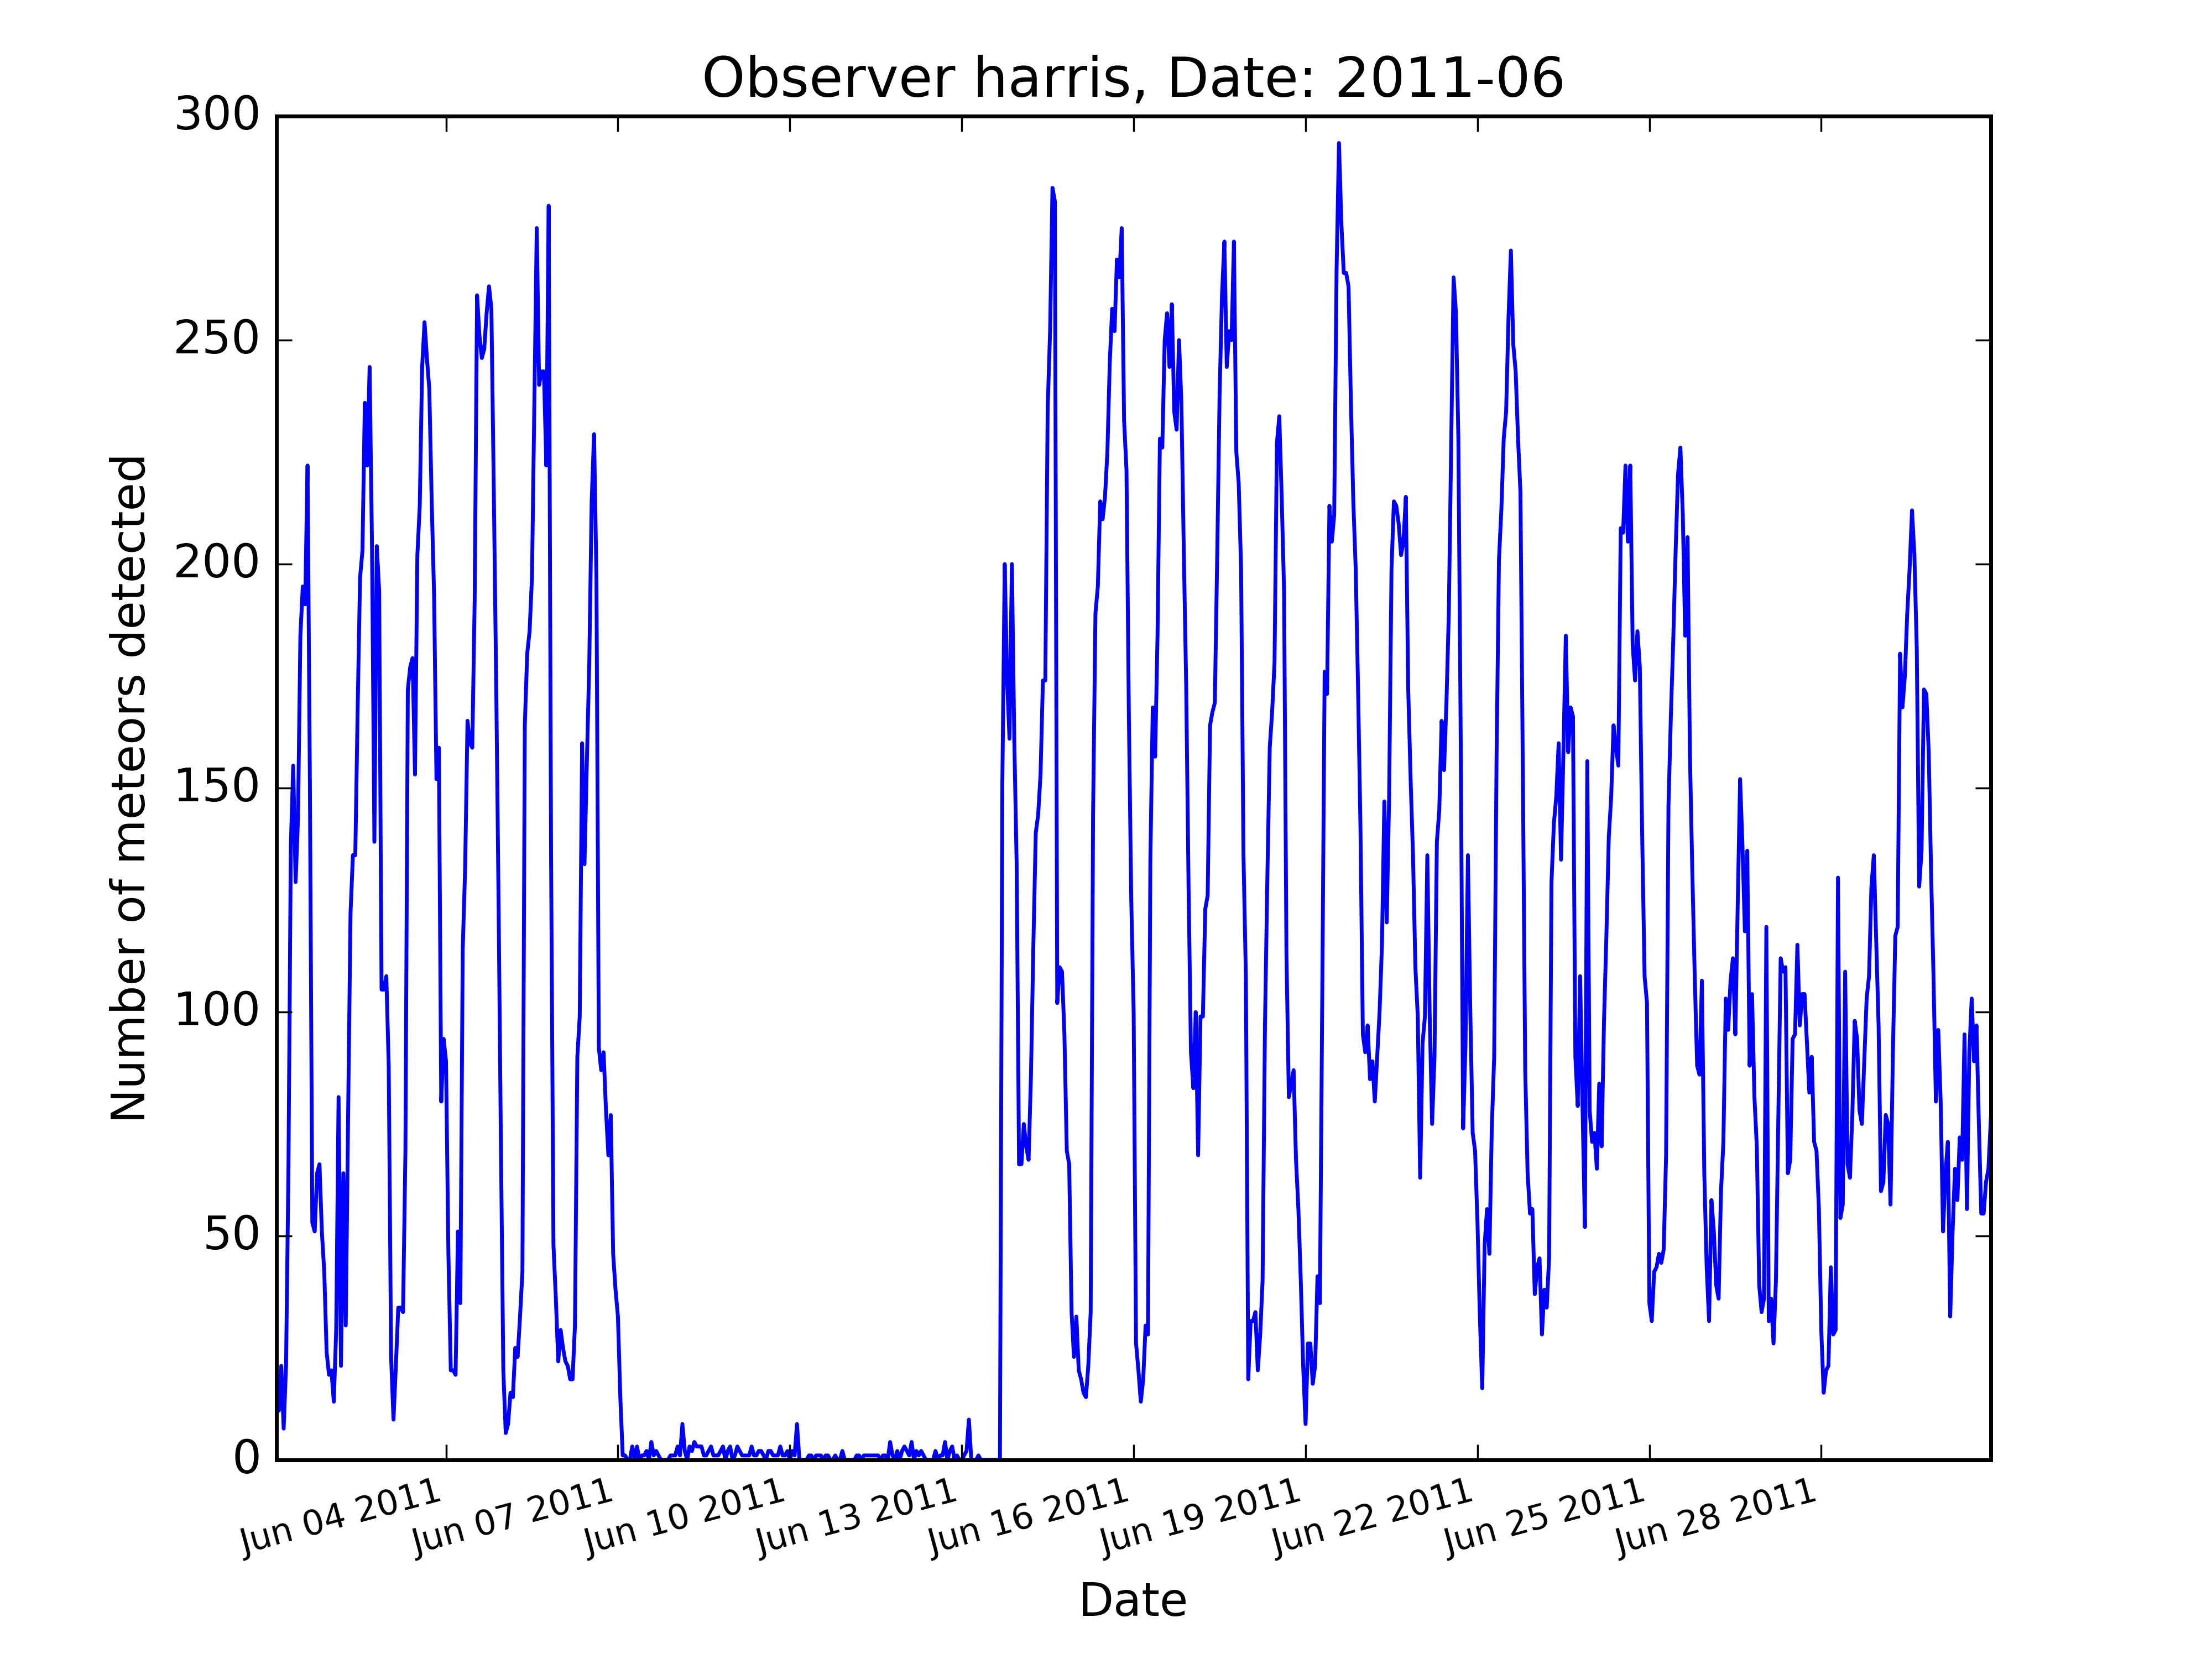 Observer harris, Date: 2011-06
300
250
200
150
100
50
0
Number of meteors detected
Jun 04 2011
Jun 07 2011
Jun 10 2011
Jun 13 2011
Jun 16 2011
Jun 19 2011
Jun 22 2011
Jun 25 2011
Jun 28 2011
Date